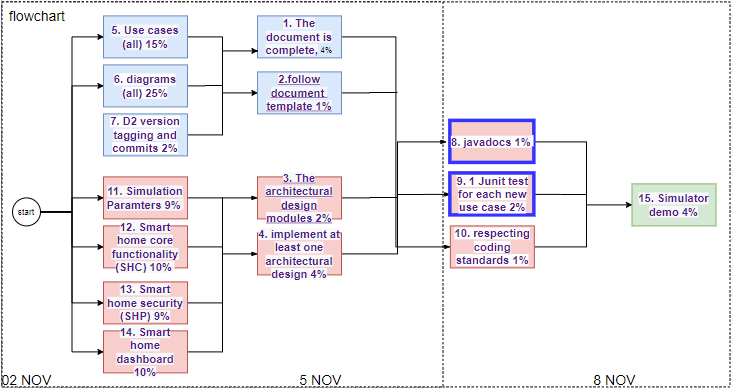 flowchart
5. Use cases
(all) 15%
1. The
document is
complete, 4%
6. diagrams
(all) 25%
2.follow
document
template 1%
7. D2 version
tagging and
commits 2%
8. javadocs 1%
start
11. Simulation
Paramters 9%
3. The
architectural
design
modules 2%
9. 1 Junit test
for each new
use case 2%
15. Simulator
demo 4%
12. Smart
home core
functionality
(SHC) 10%
4. implement at
least one
architectural
design 4%
10. respecting
coding
standards 1%
13. Smart
home security
(SHP) 9%
14. Smart
home
dashboard
10%
02 NOV
5 NOV
8 NOV